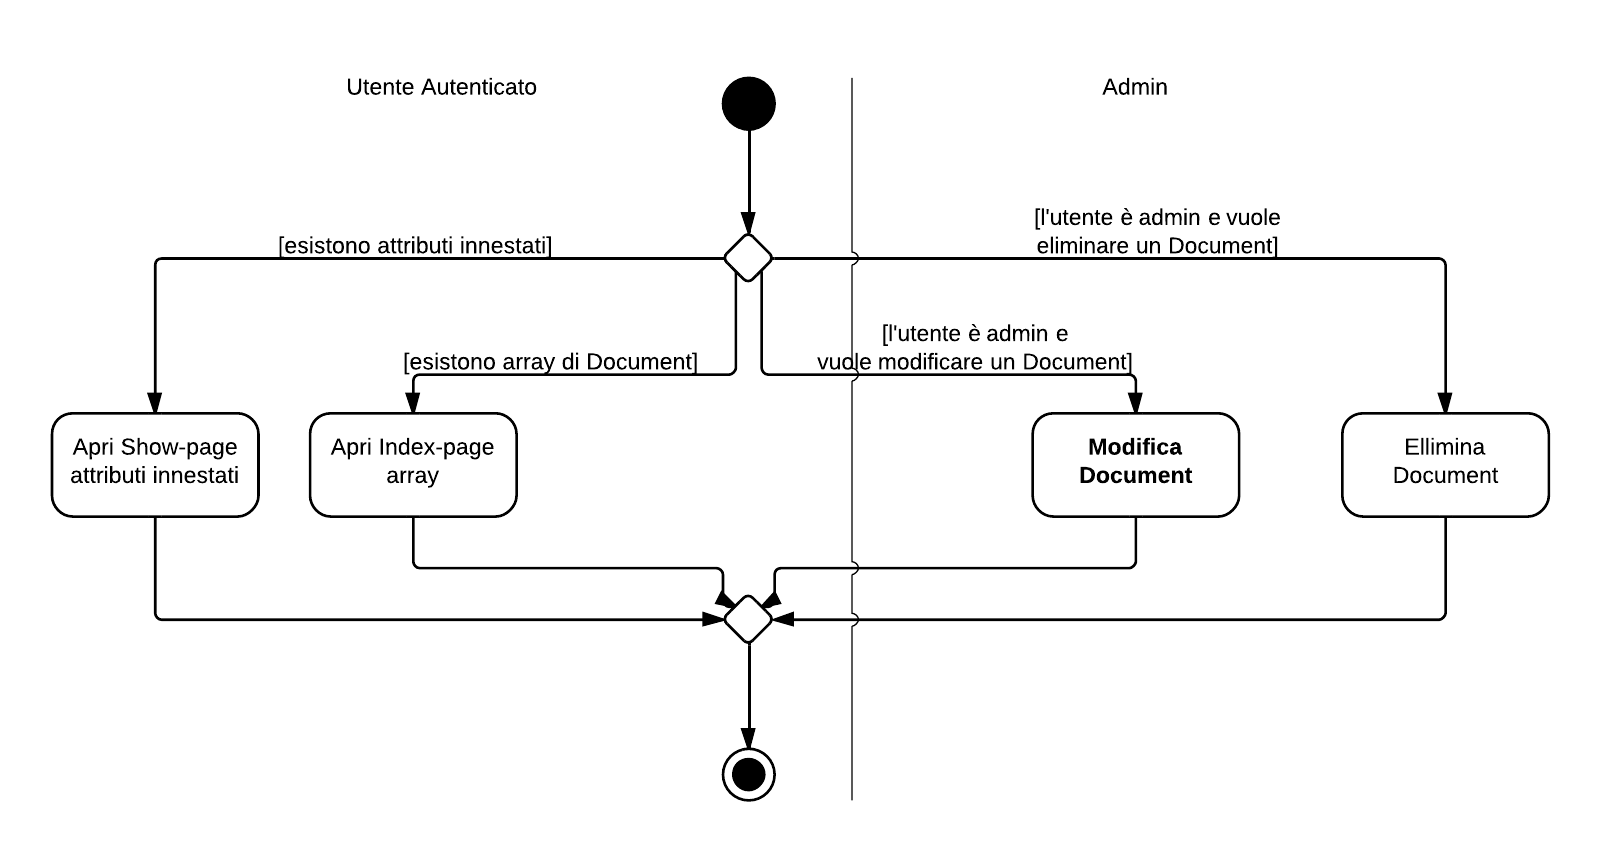 Utente Autenticato
Admin
[l'utente è admin e vuole
eliminare un Document]
[esistono attributi innestati]
[l'utente è admin e
vuole modificare un Document]
[esistono array di Document]
Apri Show-page
attributi innestati
Apri Index-page
array
Modifica
Document
Ellimina
Document